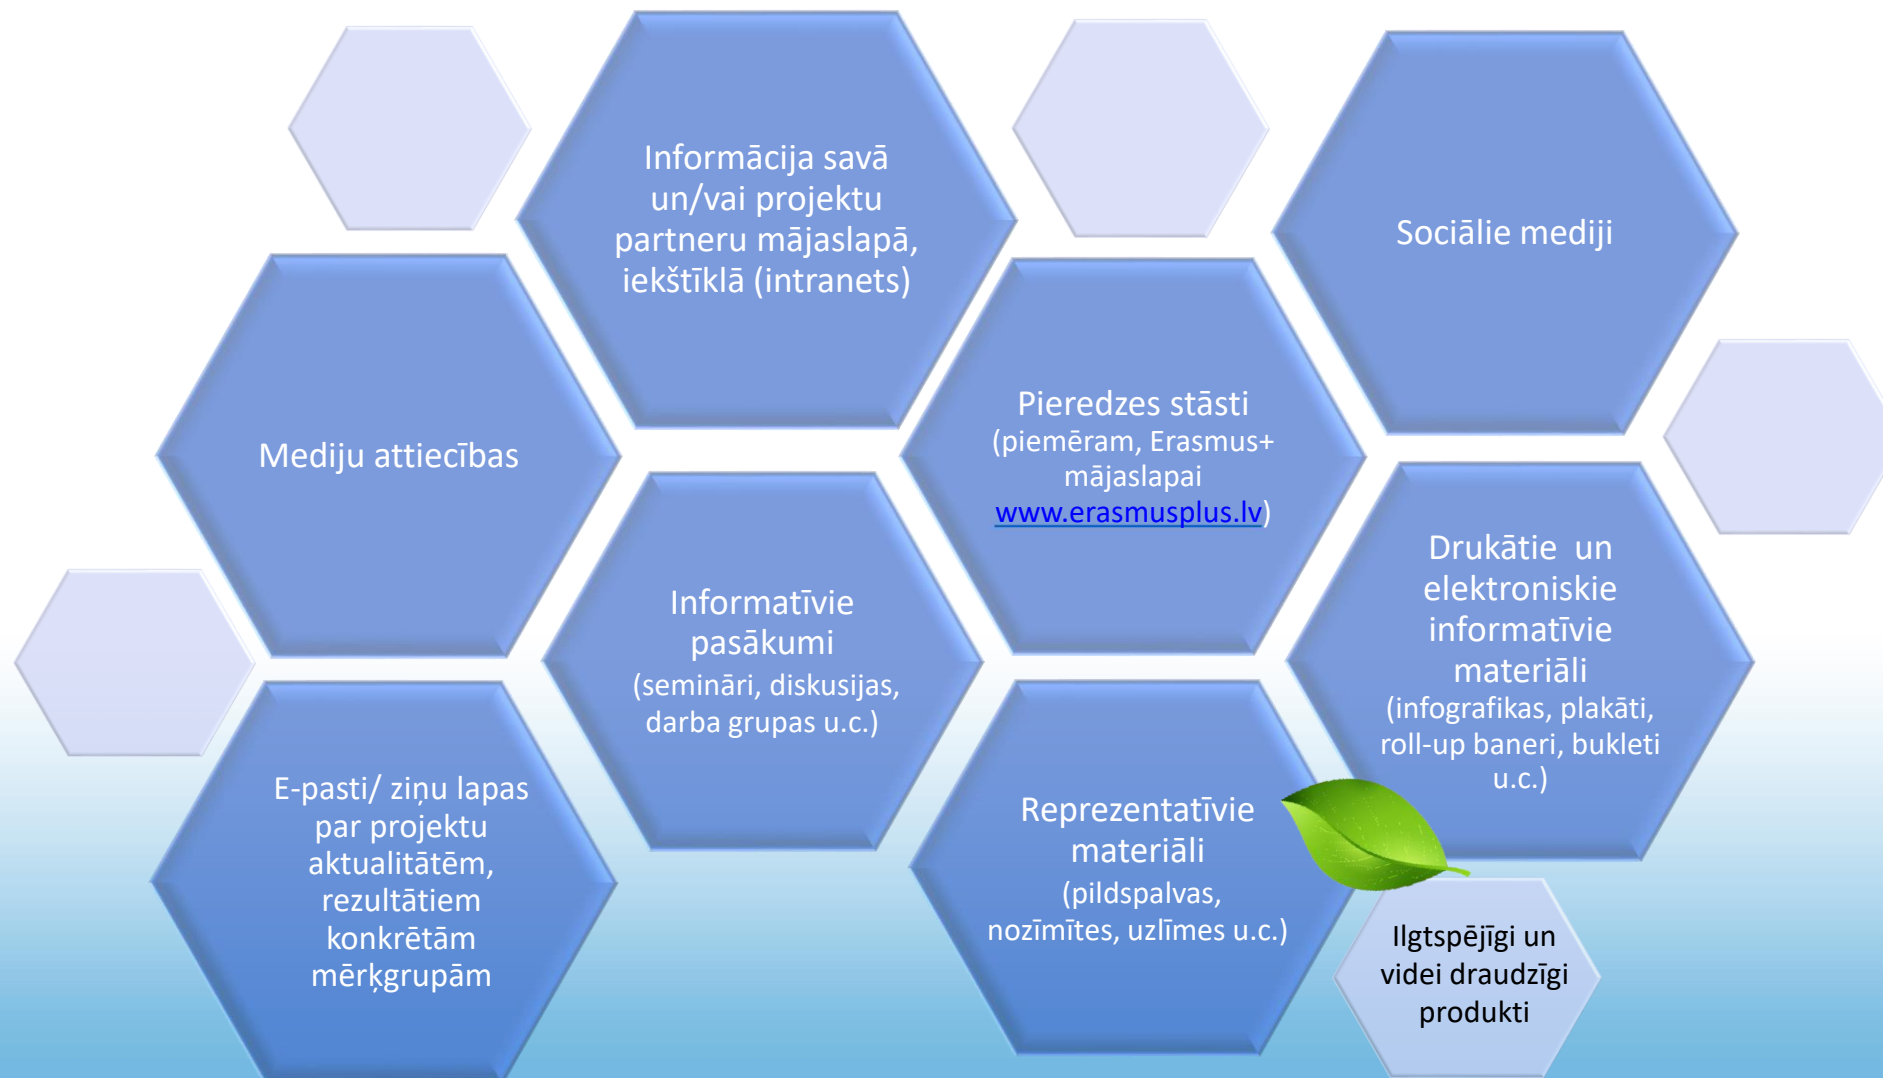 Informācija savā
un/vai projektu
partneru mājaslapā,
iekštīklā (intranets)
Sociālie mediji
Mediju attiecības
Pieredzes stāsti
(piemēram, Erasmus+
mājaslapai
www.erasmusplus.lv)
Informatīvie
pasākumi
(semināri, diskusijas,
darba grupas u.c.)
Drukātie un
elektroniskie
informatīvie
materiāli
(infografikas, plakāti,
roll-up baneri, bukleti
u.c.)
E-pasti/ ziņu lapas
par projektu
aktualitātēm,
rezultātiem
konkrētām
mērķgrupām
Reprezentatīvie
materiāli
(pildspalvas,
nozīmītes, uzlīmes u.c.)
Ilgtspējīgi un
videi draudzīgi
produkti